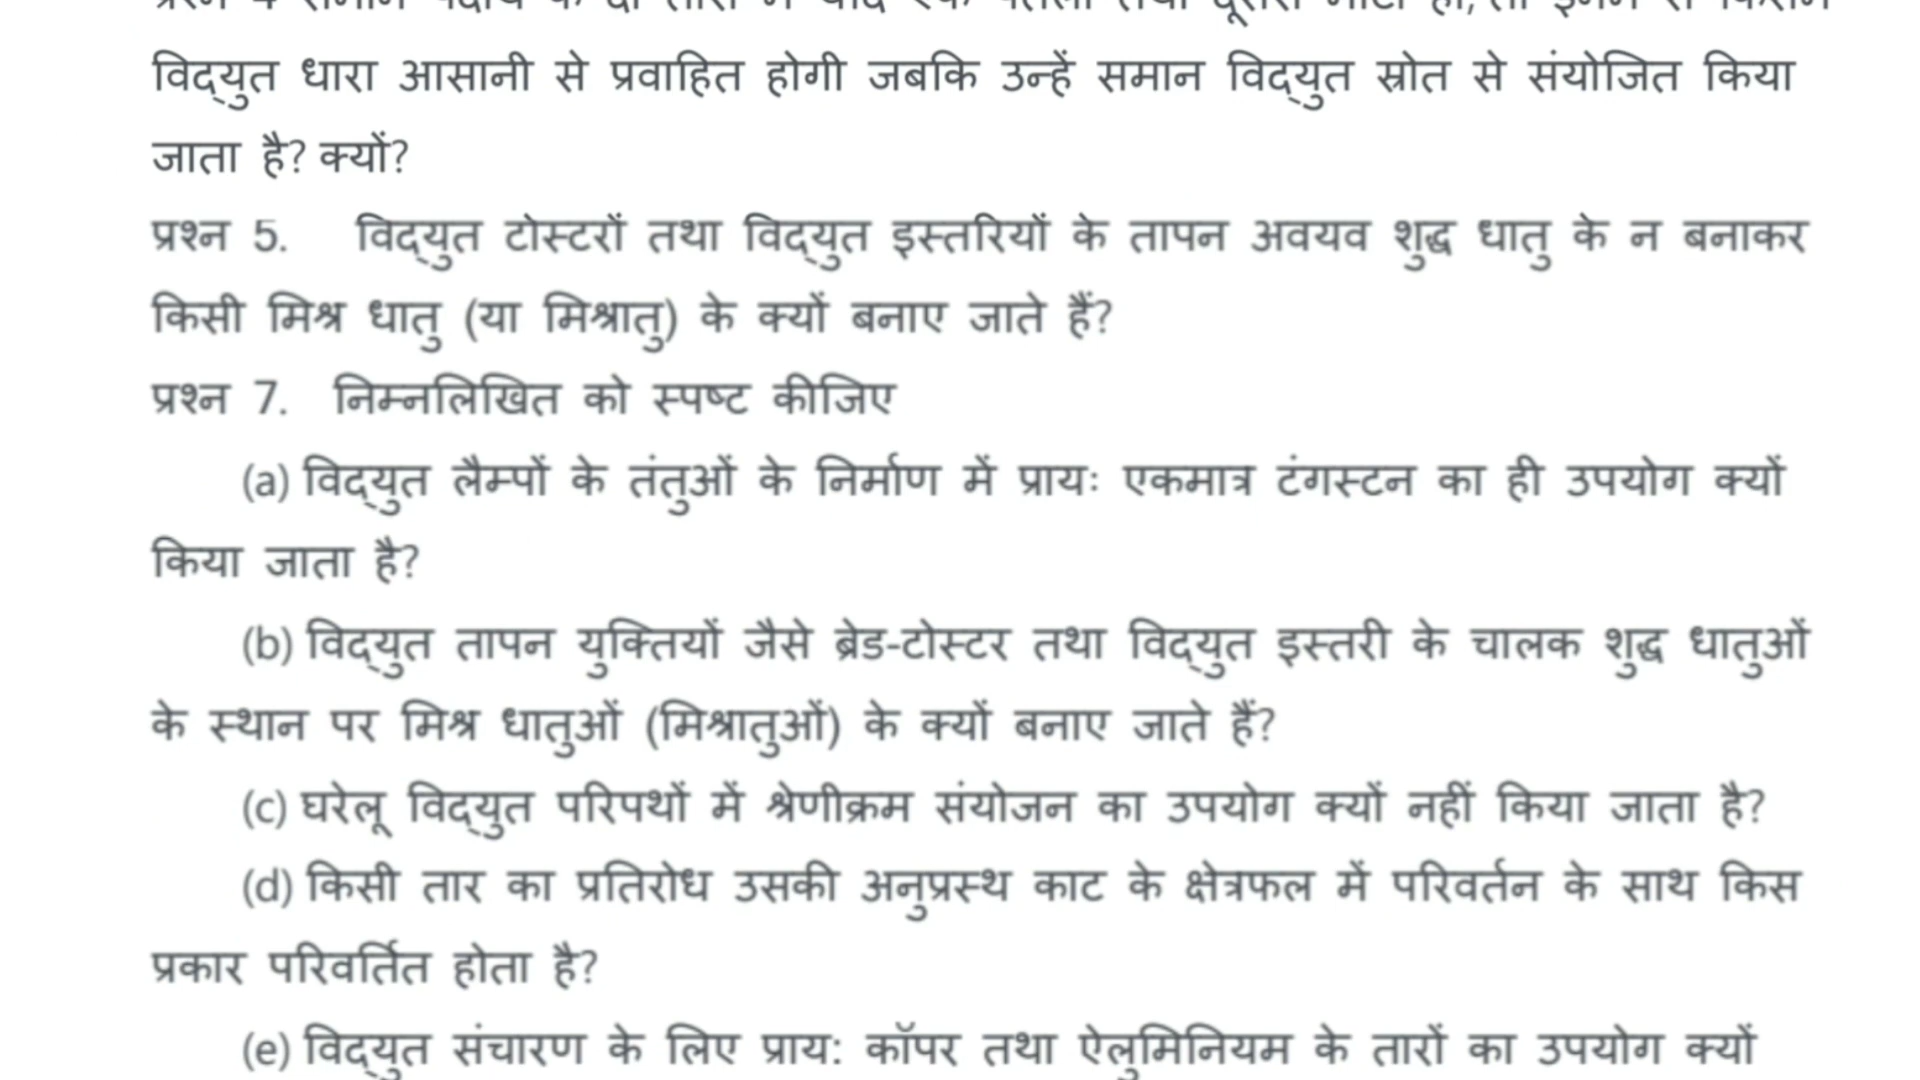 विद्युत धारा आसानी से प्रवाहित होगी जबकि उन्हें समान विद्युत स्रोत से संयोजित किया
जाता है? क्यों?
प्रश्न 5. विद्युत टोस्टरों तथा विद्युत इस्तरियों के तापन अवयव शुद्ध धातु के न बनाकर
किसी मिश्र धातु (या मिश्रातु) के क्यों बनाए जाते हैं?
प्रश्न 7. निम्नलिखित को स्पष्ट कीजिए
(a) विद्युत लैम्पों के तंतुओं के निर्माण में प्रायः एकमात्र टंगस्टन का ही उपयोग क्यों
किया जाता है?
(b) विद्युत तापन युक्तियों जैसे ब्रेड-टोस्टर तथा विद्युत इस्तरी के चालक शुद्ध धातुओं
के स्थान पर मिश्र धातुओं (मिश्रातुओं) के क्यों बनाए जाते हैं?
(c) घरेलू विद्युत परिपथों में श्रेणीक्रम संयोजन का उपयोग क्यों नहीं किया जाता है?
(d) किसी तार का प्रतिरोध उसकी अनुप्रस्थ काट के क्षेत्रफल में परिवर्तन के साथ किस
प्रकार परिवर्तित होता है?
(e) विद्युत संचारण के लिए प्राय: कॉपर तथा ऐलुमिनियम के तारों का उपयोग क्यों